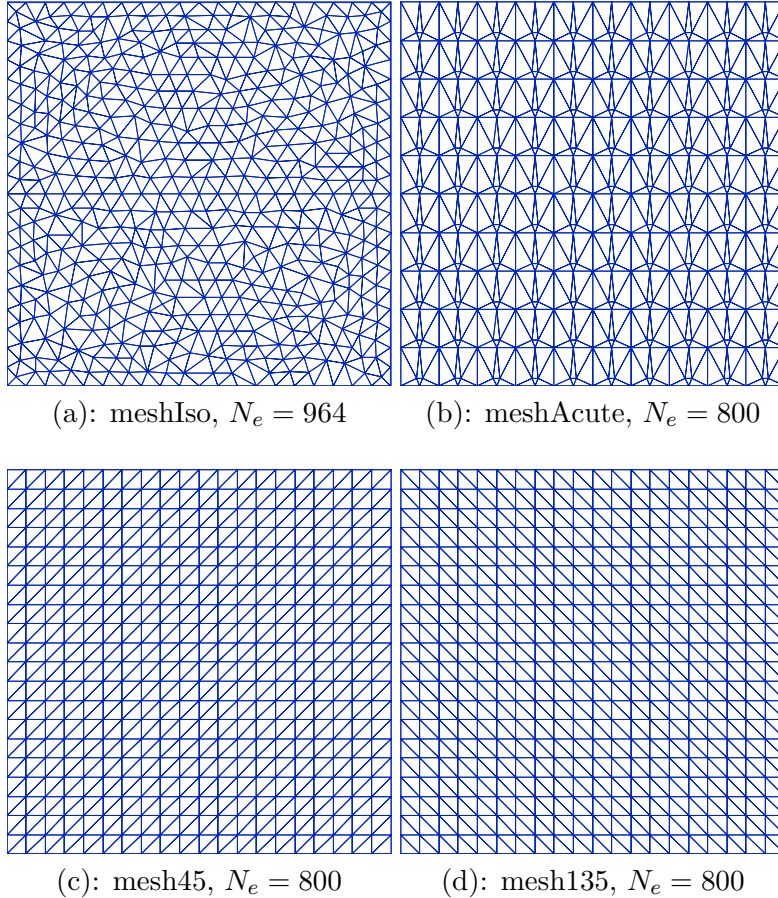 (a): meshIso, $N_e = 964$
(b): meshAcute, $N_e = 800$
(c): mesh45, $N_e = 800$
(d): mesh135, $N_e = 800$